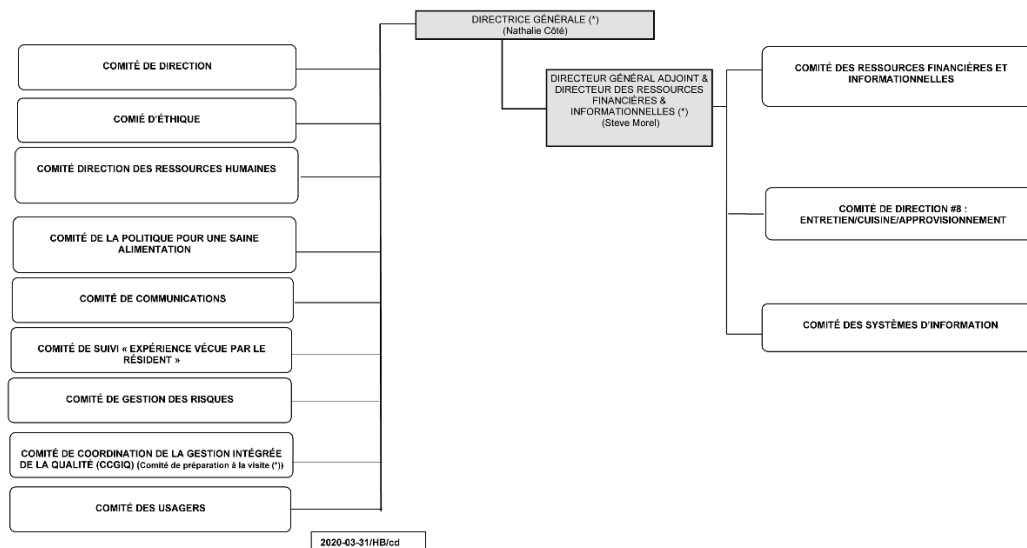 DIRECTRICE GÉNÉRALE (*)
(Nathalie Côté)
DIRECTEUR GÉNÉRAL ADJOINT &
DIRECTEUR DES RESSOURCES
FINANCIÈRES &
INFORMATIONNELLES (*)
(Steve Morel)
COMITÉ DE DIRECTION
COMIÉ D'ÉTHIQUE
COMITÉ DIRECTION DES RESSOURCES HUMAINES
COMITÉ DE LA POLITIQUE POUR UNE SAINE
ALIMENTATION
COMITÉ DE COMMUNICATIONS
COMITÉ DE SUIVI « EXPÉRIENCE VÉCUE PAR LE
RÉSIDENT »
COMITÉ DE GESTION DES RISQUES
COMITÉ DE COORDINATION DE LA GESTION INTÉGRÉE
DE LA QUALITÉ (CCGIQ) (Comité de préparation à la visite (*))
COMITÉ DES USAGERS
COMITÉ DES RESSOURCES FINANCIÈRES ET
INFORMATIONNELLES
COMITÉ DE DIRECTION #8 :
ENTRETIEN/CUISINE/APPROVISIONNEMENT
COMITÉ DES SYSTÈMES D'INFORMATION
2020-03-31/HB/cd